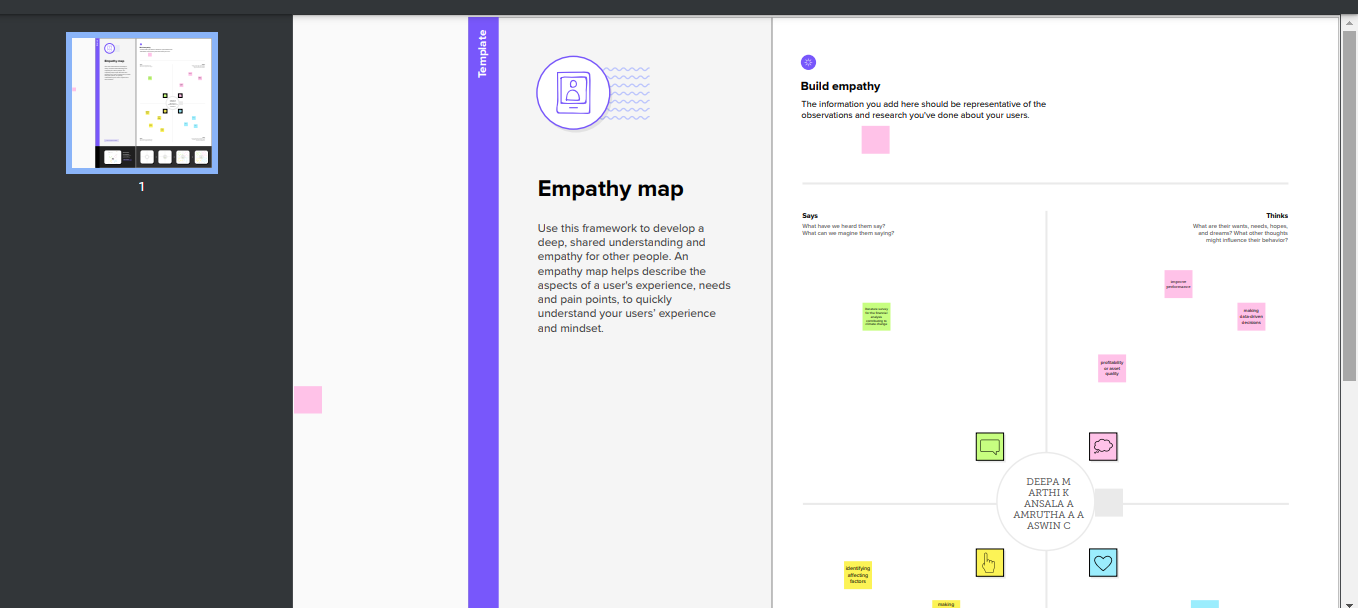 Template
Empathy map
Use this framework to develop a
deep, shared understanding and
empathy for other people. An
empathy map helps describe the
aspects of a user's experience, needs
and pain points, to quickly
understand your users' experience
and mindset.
1
Build empathy
The information you add here should be representative of the
observations and research you've done about your users.
Says
What have we heard them say?
What can we magine them saying?
Thinks
What are their wants, needs, hopes,
and dreams? What other thoughts
might influence their behavior?
improve
performance
making
data-driven
decisions
profitability
or asset
quality
DEEPA M
ARTHI K
ANSALA A
AMRUTHA A A
ASWIN C
identifying
affecting
factors
making